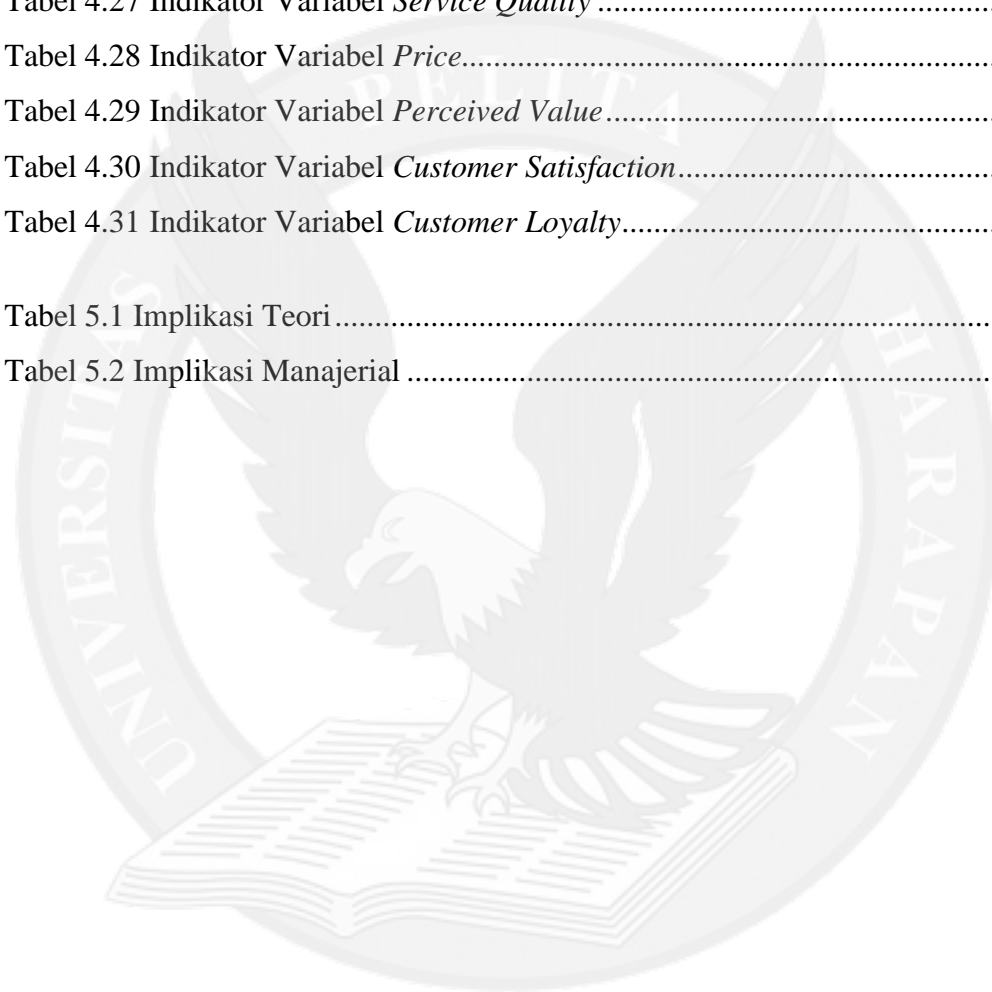 Tabel 4.27 Indikator Variabel Service Quality....................................................
Tabel 4.28 Indikator Variabel Price....................................................................
Tabel 4.29 Indikator Variabel Perceived Value..................................................
Tabel 4.30 Indikator Variabel Customer Satisfaction.........................................
Tabel 4.31 Indikator Variabel Customer Loyalty................................................
Tabel 5.1 Implikasi Teori....................................................................................
Tabel 5.2 Implikasi Manajerial...........................................................................
UNIVERSITAS PELITA HARAPAN